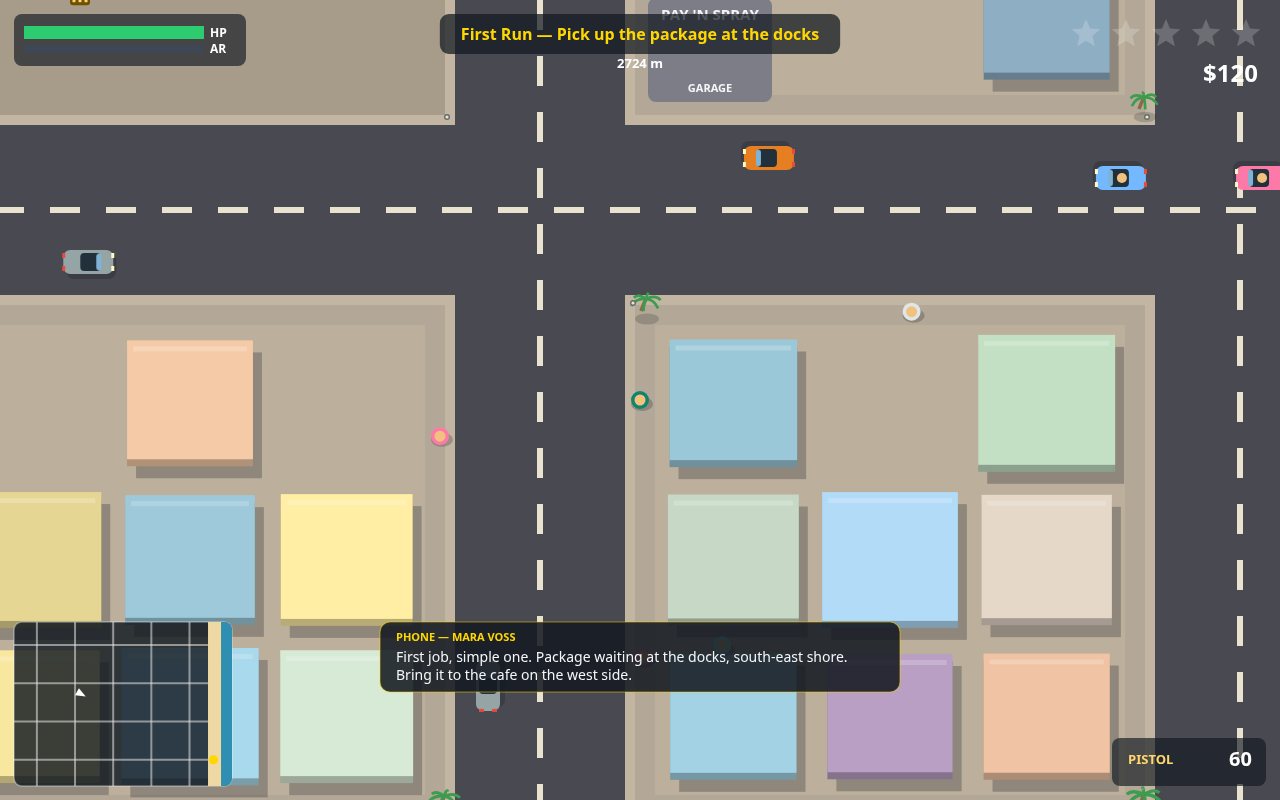 HP
AR
PAY 'N SPRAY
First Run — Pick up the package at the docks
2724 m
GARAGE
$120
PHONE — MARA VOSS
First job, simple one. Package waiting at the docks, south-east shore.
Bring it to the cafe on the west side.
PISTOL 60